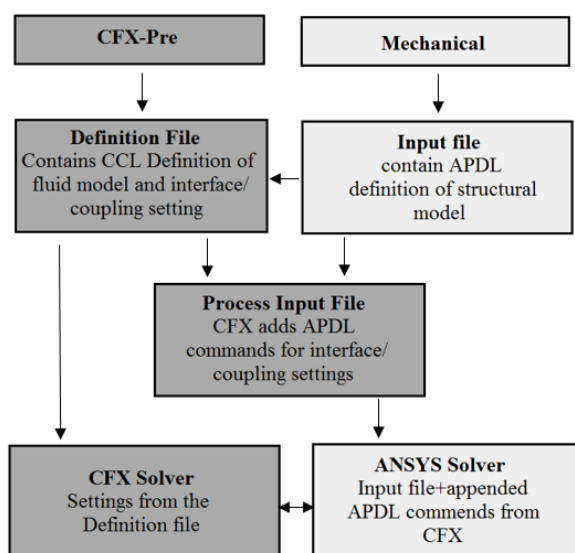 CFX-Pre
Mechanical
Definition File
Contains CCL Definition of
fluid model and interface/
coupling setting
Input file
contain APDL
definition of structural
model
Process Input File
CFX adds APDL
commands for interface/
coupling settings
CFX Solver
Settings from the
Definition file
ANSYS Solver
Input file+appended
APDL commends from
CFX